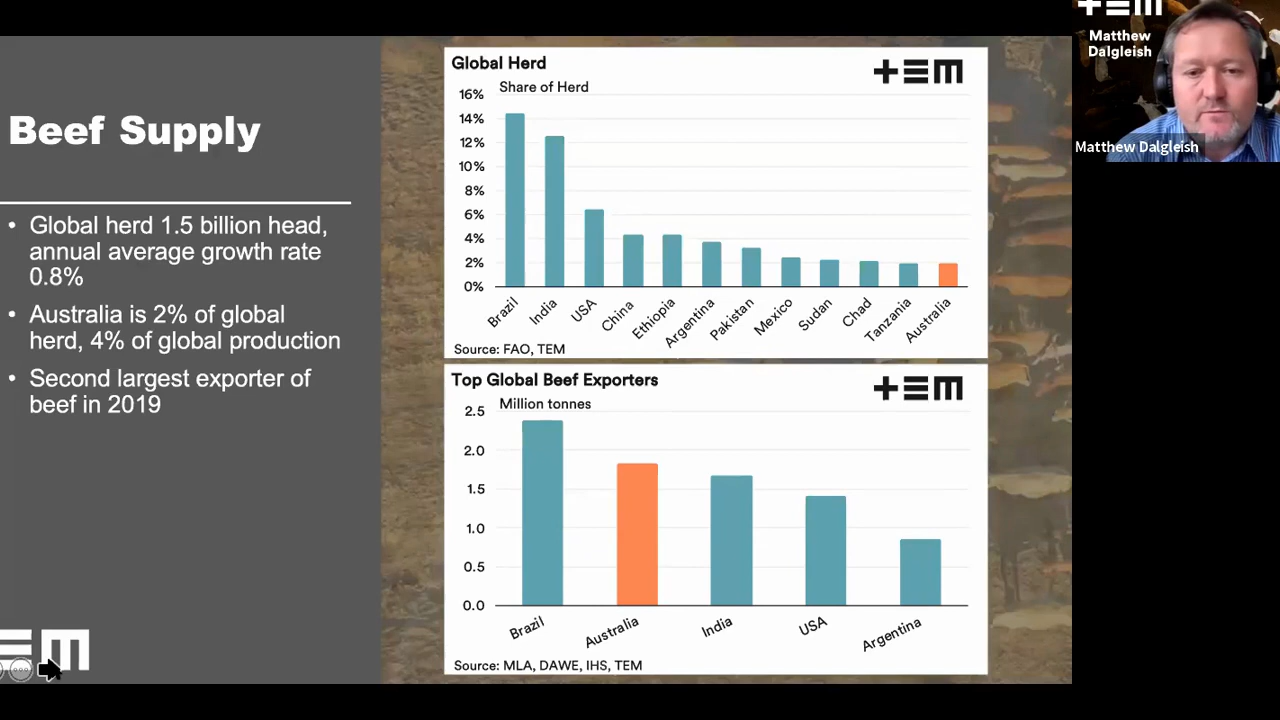 Beef Supply
• Global herd 1.5 billion head,
annual average growth rate
0.8%
• Australia is 2% of global
herd, 4% of global production
• Second largest exporter of
beef in 2019
Global Herd
Share of Herd
16%
14%
12%
10%
8%
6%
4%
2%
0%
Brazil
India
USA
China
Ethiopia
Argentina
Pakistan
Mexico
Sudan
Chad
Tanzania
Australia
Source: FAO, TEM
Top Global Beef Exporters
Million tonnes
2.5
2.0
1.5
1.0
0.5
0.0
Brazil
Australia
India
USA
Argentina
Source: MLA, DAWE, IHS, TEM
Matthew
Dalgleish
Matthew Dalgleish